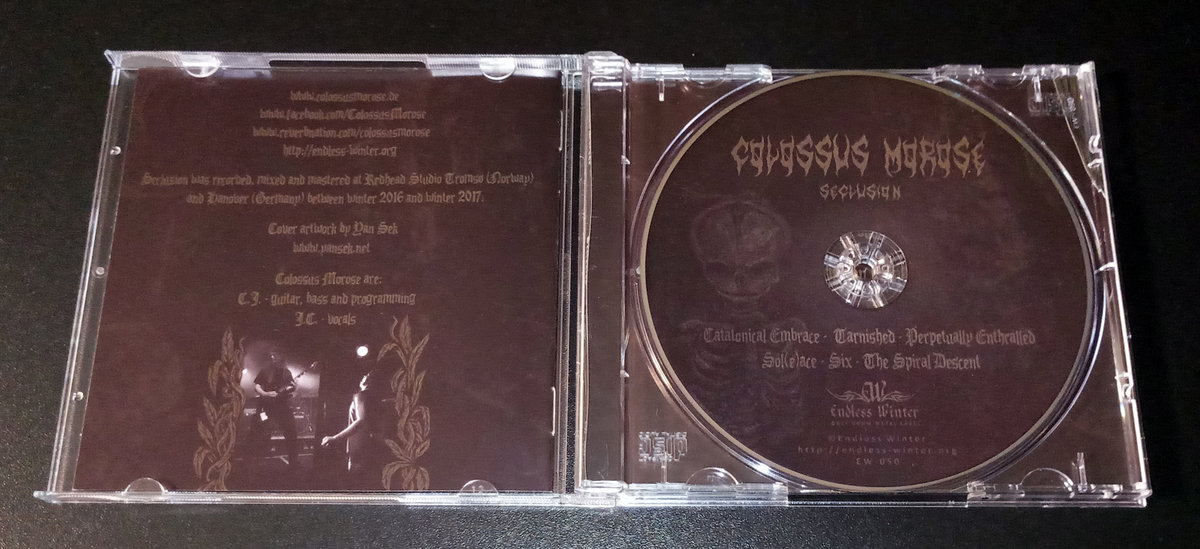 www.colossusmorose.de
www.facebook.com/ColossusMorose
www.reverbnation.com/colossusmorose
http://endless-winter.org
Seclusion was recorded, mixed and mastered at Redhead Studio Tromsø (Norway)
and Hanover (Germany) between winter 2016 and winter 2017.
Cover artwork by Yan Sek
www.yansek.net
Colossus Morose are:
C.J. - guitar, bass and programming
J.C. - vocals
COLOSSUS MOROSE
SECLUSION
Catatonical Embrace - Tarnished - Perpetually Enthralled
Sol(e)ace - Six - The Spiral Descent
EW
Endless Winter
©Endless Winter
http://endless-winter.org
EW 050